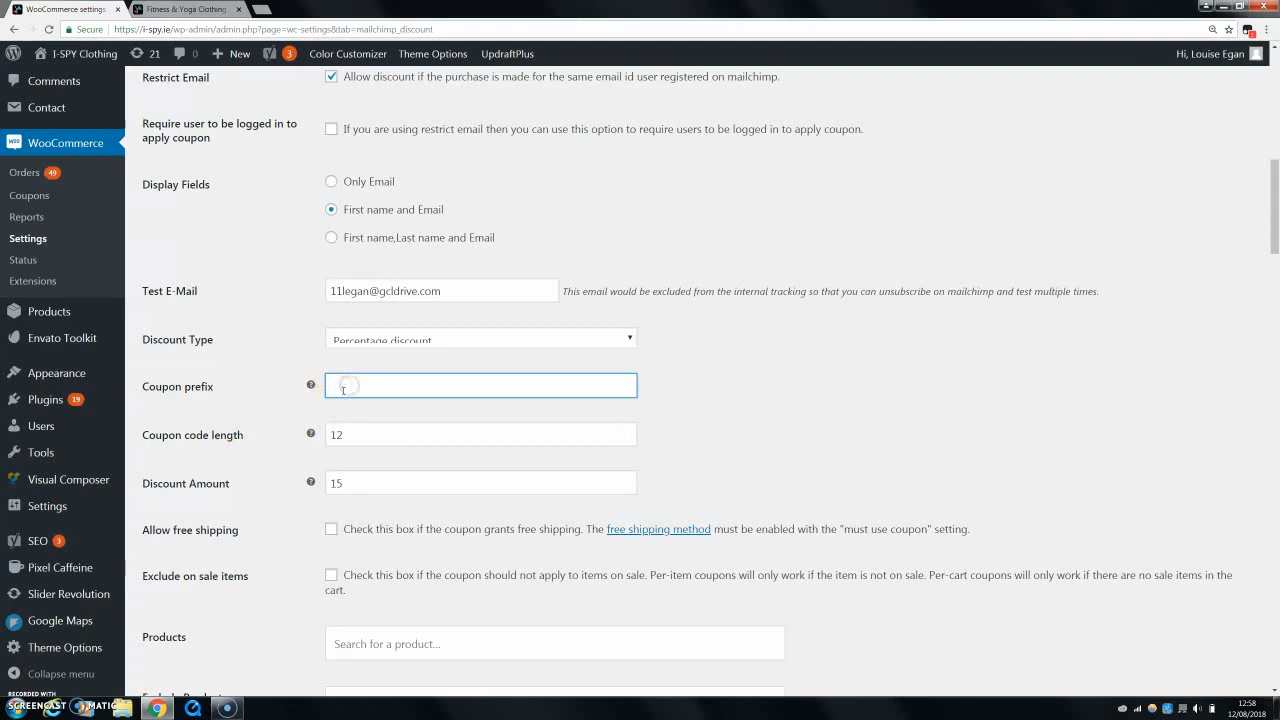 WooCommerce settings
Fitness & Yoga Clothing
Secure
https://i-spy.ie/wp-admin/admin.php?page=wc-settings&tab=mailchimp_discount
I-SPY Clothing
21
0
New
3
Color Customizer
Theme Options
UpdraftPlus
Hi, Louise Egan
Comments
Contact
WooCommerce
Orders 49
Coupons
Reports
Settings
Status
Extensions
Products
Envato Toolkit
Appearance
Plugins 19
Users
Tools
Visual Composer
Settings
SEO 3
Pixel Caffeine
Slider Revolution
Google Maps
Theme Options
Collapse menu
Restrict Email
Allow discount if the purchase is made for the same email id user registered on mailchimp.
Require user to be logged in to
apply coupon
If you are using restrict email then you can use this option to require users to be logged in to apply coupon.
Display Fields
Only Email
First name and Email
First name,Last name and Email
Test E-Mail
11legan@gcldrive.com
This email would be excluded from the internal tracking so that you can unsubscribe on mailchimp and test multiple times.
Discount Type
Percentage discount
Coupon prefix
Coupon code length
12
Discount Amount
15
Allow free shipping
Check this box if the coupon grants free shipping. The free shipping method must be enabled with the "must use coupon" setting.
Exclude on sale items
Check this box if the coupon should not apply to items on sale. Per-item coupons will only work if the item is not on sale. Per-cart coupons will only work if there are no sale items in the
cart.
Products
Search for a product...
RECORDED WITH
SCREENCAST MATIC
12:58
12/08/2018